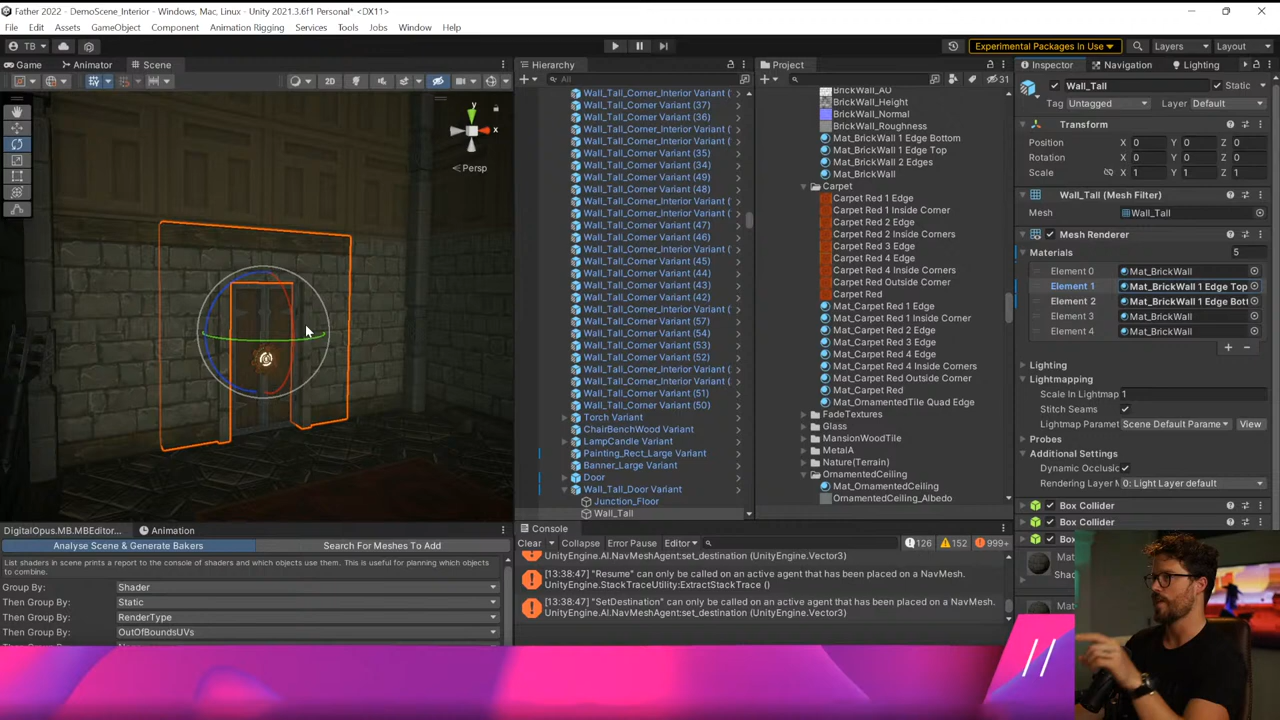 Father 2022 - DemoScene_Interior - Windows, Mac, Linux - Unity 2021.3.6f1 Personal* <DX11>
File Edit Assets GameObject Component Animation Rigging Services Tools Jobs Window Help
TB Experimental Packages In Use Layers Layout
Game Animator Scene
2D
y
x
Persp
Hierarchy
All
Wall_Tall_Corner_Interior Variant (
Wall_Tall_Corner Variant (37)
Wall_Tall_Corner Variant (36)
Wall_Tall_Corner_Interior Variant (
Wall_Tall_Corner_Interior Variant (
Wall_Tall_Corner Variant (35)
Wall_Tall_Corner Variant (34)
Wall_Tall_Corner Variant (49)
Wall_Tall_Corner Variant (48)
Wall_Tall_Corner_Interior Variant (
Wall_Tall_Corner_Interior Variant (
Wall_Tall_Corner Variant (47)
Wall_Tall_Corner Variant (46)
Wall_Tall_Corner_Interior Variant (
Wall_Tall_Corner Variant (45)
Wall_Tall_Corner Variant (44)
Wall_Tall_Corner Variant (43)
Wall_Tall_Corner Variant (42)
Wall_Tall_Corner_Interior Variant (
Wall_Tall_Corner Variant (57)
Wall_Tall_Corner Variant (54)
Wall_Tall_Corner Variant (53)
Wall_Tall_Corner Variant (52)
Wall_Tall_Corner_Interior Variant (
Wall_Tall_Corner_Interior Variant (
Wall_Tall_Corner Variant (51)
Wall_Tall_Corner Variant (50)
Torch Variant
ChairBenchWood Variant
LampCandle Variant
Painting_Rect_Large Variant
Banner_Large Variant
Door
Wall_Tall_Door Variant
Junction_Floor
Wall_Tall
Project
31
BrickWall_AO
BrickWall_Height
BrickWall_Normal
BrickWall_Roughness
Mat_BrickWall 1 Edge Bottom
Mat_BrickWall 1 Edge Top
Mat_BrickWall 2 Edges
Mat_BrickWall
Carpet
Carpet Red 1 Edge
Carpet Red 1 Inside Corner
Carpet Red 2 Edge
Carpet Red 2 Inside Corners
Carpet Red 3 Edge
Carpet Red 4 Edge
Carpet Red 4 Inside Corners
Carpet Red Outside Corner
Carpet Red
Mat_Carpet Red 1 Edge
Mat_Carpet Red 1 Inside Corner
Mat_Carpet Red 2 Edge
Mat_Carpet Red 3 Edge
Mat_Carpet Red 4 Edge
Mat_Carpet Red 4 Inside Corners
Mat_Carpet Red Outside Corner
Mat_Carpet Red
Mat_OrnamentedTile Quad Edge
FadeTextures
Glass
MansionWoodTile
MetalA
Nature(Terrain)
OrnamentedCeiling
Mat_OrnamentedCeiling
OrnamentedCeiling_Albedo
Inspector Navigation Lighting
Wall_Tall Static
Tag Untagged Layer Default
Transform
Position X 0 Y 0 Z 0
Rotation X 0 Y 0 Z 0
Scale X 1 Y 1 Z 1
Wall_Tall (Mesh Filter)
Mesh Wall_Tall
Mesh Renderer
Materials 5
Element 0 Mat_BrickWall
Element 1 Mat_BrickWall 1 Edge Top
Element 2 Mat_BrickWall 1 Edge Bott
Element 3 Mat_BrickWall
Element 4 Mat_BrickWall
+ -
Lighting
Lightmapping
Scale In Lightmap 1
Stitch Seams
Lightmap Paramet Scene Default Parame View
Probes
Additional Settings
Dynamic Occlusic
Rendering Layer M 0: Light Layer default
Box Collider
Box Collider
DigitalOpus.MB.MBEditor... Animation
Analyse Scene & Generate Bakers Search For Meshes To Add
List shaders in scene prints a report to the console of shaders and which objects use them. This is useful for planning which objects
to combine.
Group By: Shader
Then Group By: Static
Then Group By: RenderType
Then Group By: OutOfBoundsUVs
Console
Clear Collapse Error Pause Editor 126 152 999+
UnityEngine.AI.NavMeshAgent:set_destination (UnityEngine.Vector3)
[13:38:47] "Resume" can only be called on an active agent that has been placed on a NavMesh.
UnityEngine.StackTraceUtility:ExtractStackTrace ()
[13:38:47] "SetDestination" can only be called on an active agent that has been placed on a NavMesh.
UnityEngine.AI.NavMeshAgent:set_destination (UnityEngine.Vector3)
//